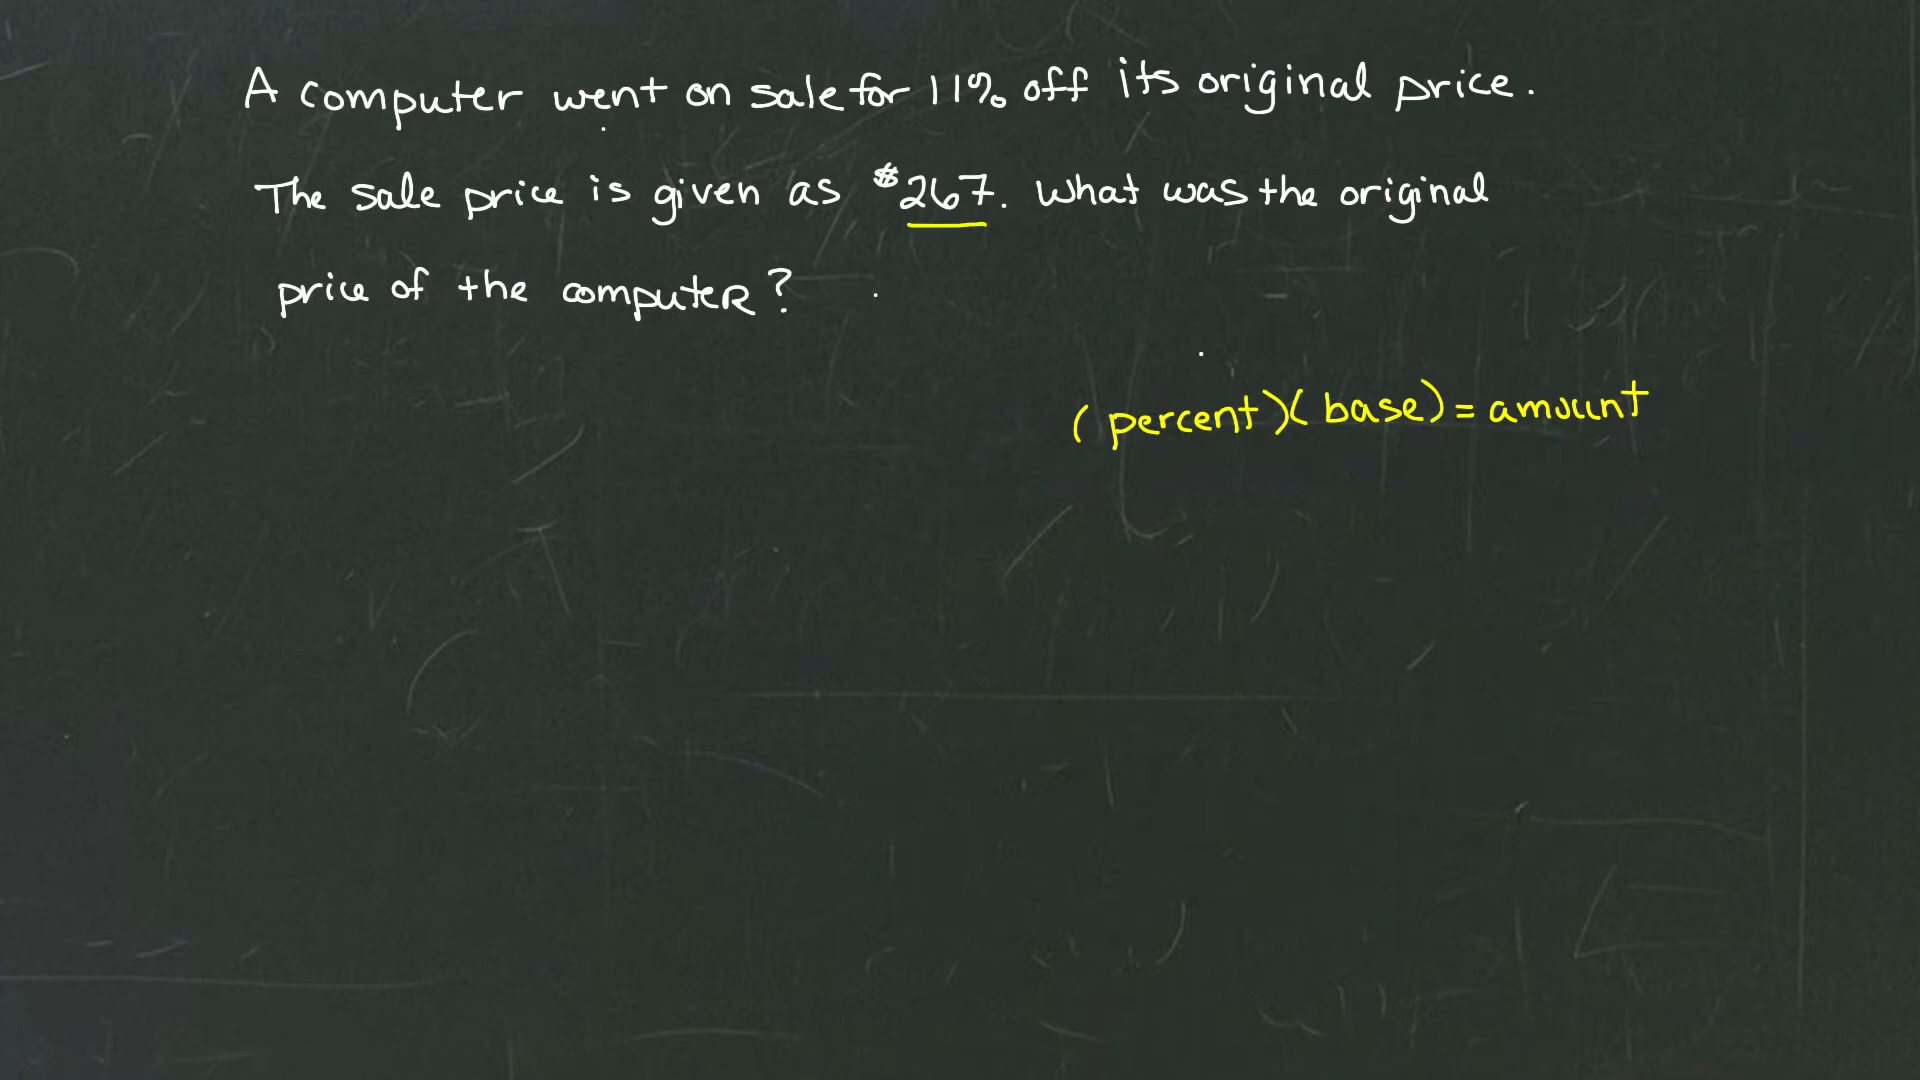 A computer went on sale for 11% off its original price.
The sale price is given as $267. What was the original
price of the computer?
(percent)(base) = amount